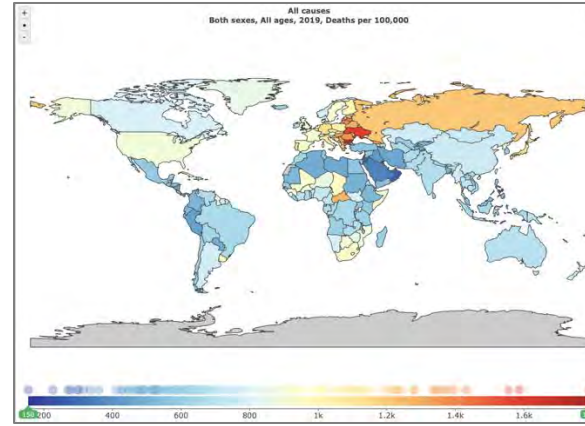 +
-
All causes
Both sexes, All ages, 2019, Deaths per 100,000
150 200 400 600 800 1k 1.2k 1.4k 1.6k